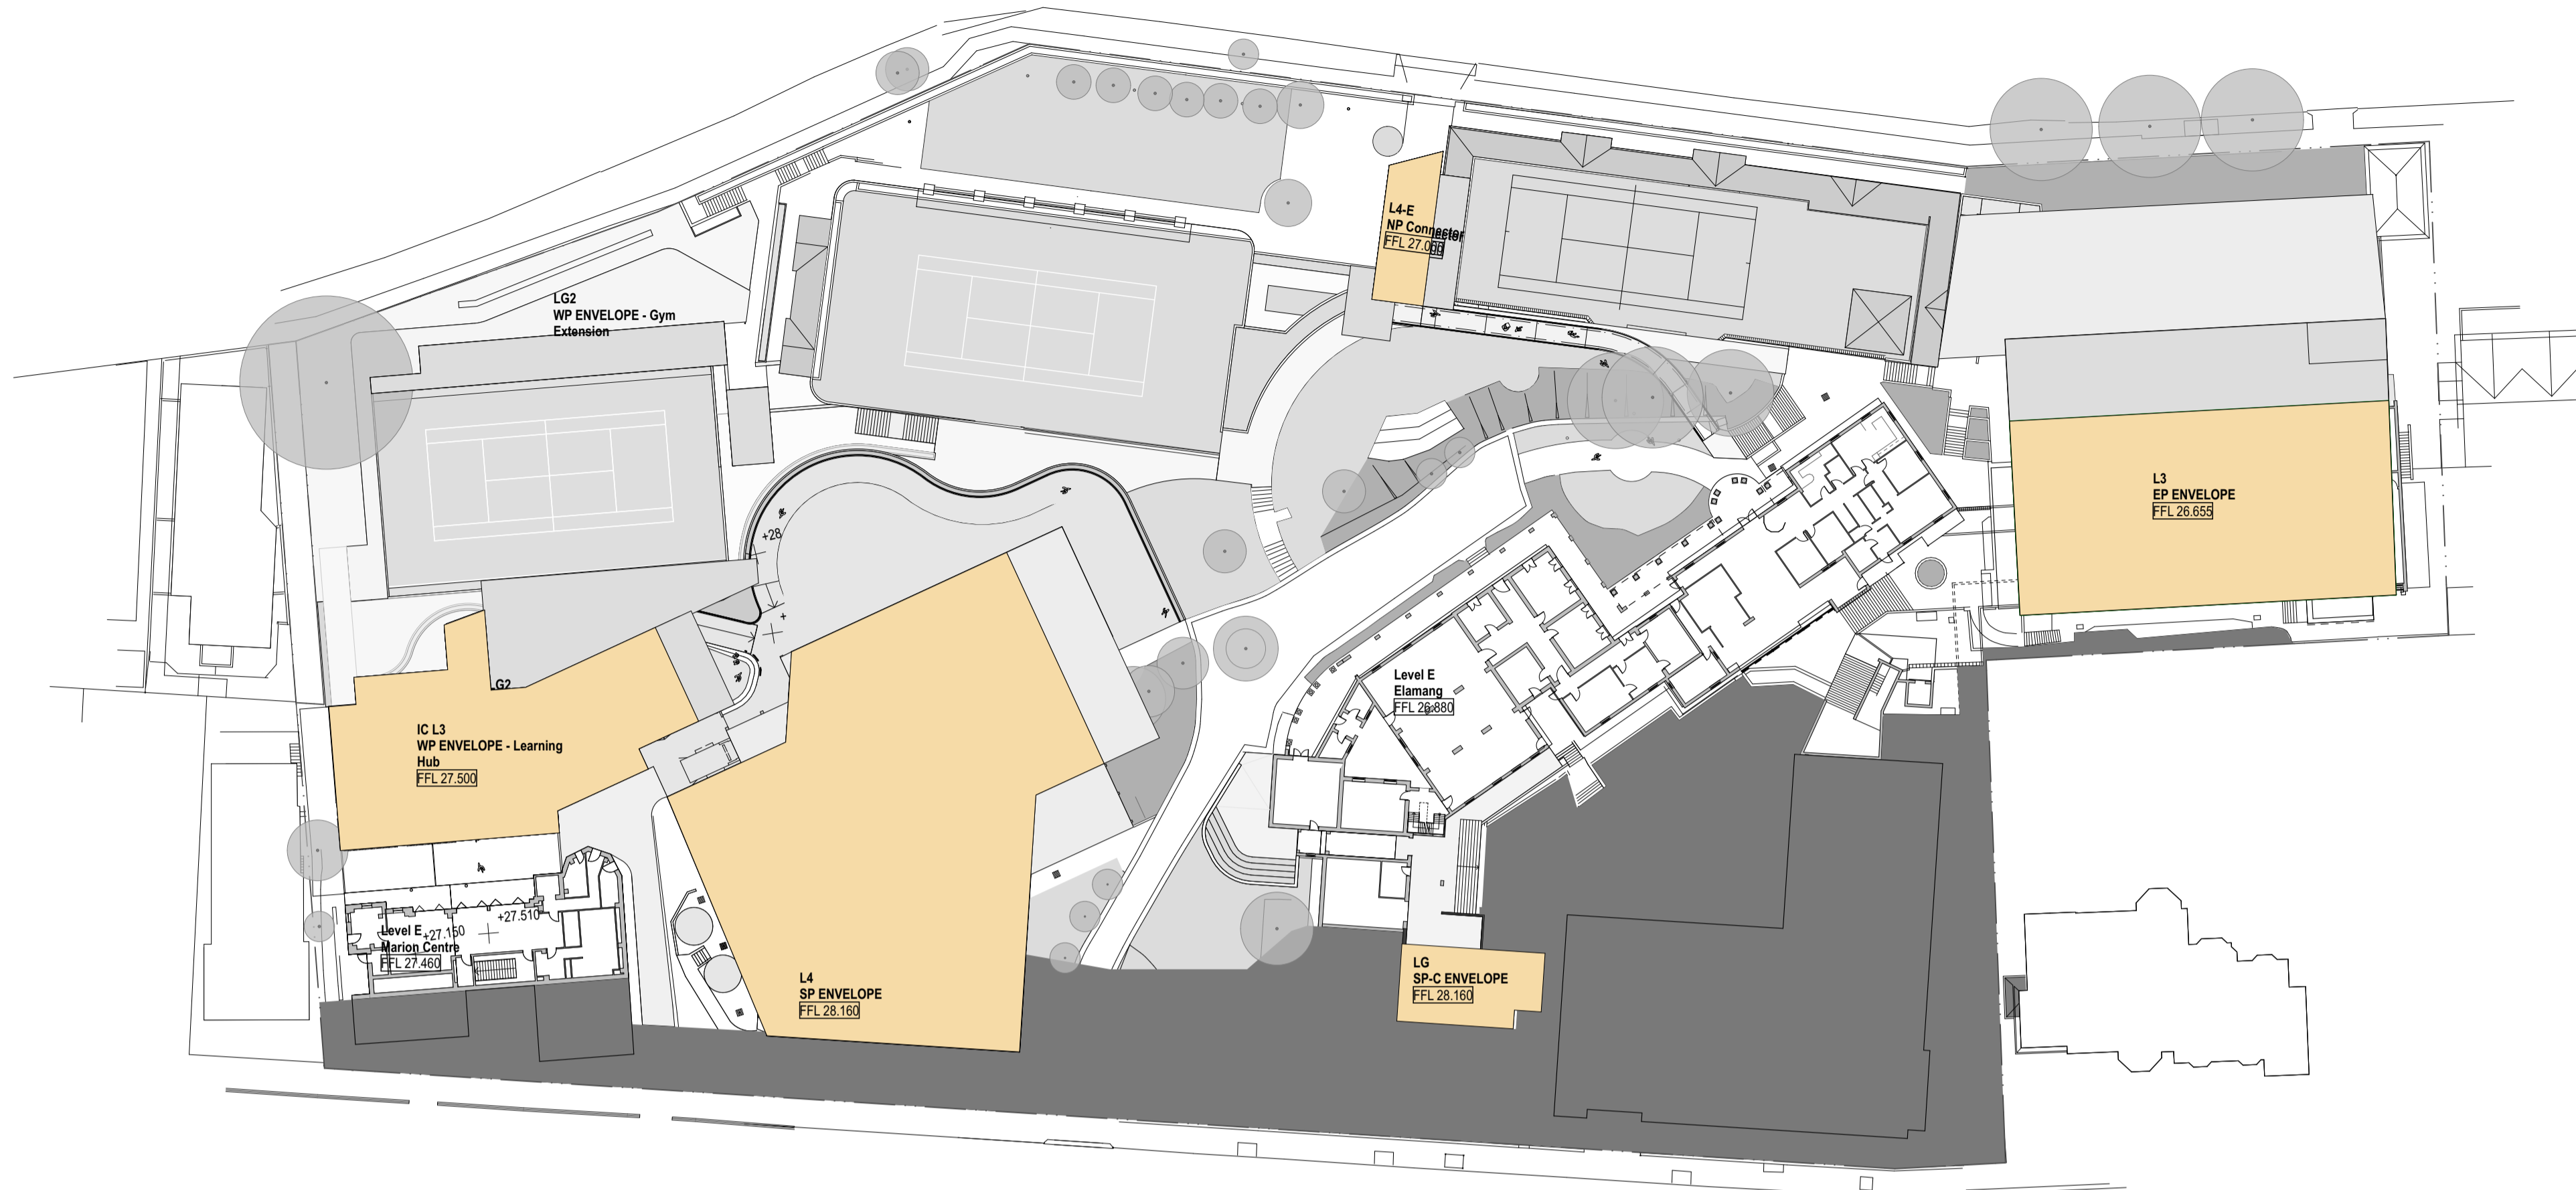 L4-E
NP Connector
FFL 27.0
LG2
WP ENVELOPE - Gym
Extension
L3
EP ENVELOPE
FFL 26.655
+28
+
LG2
Level E
Elamang
FFL 26.880
IC L3
WP ENVELOPE - Learning
Hub
FFL 27.500
+27.510
+27.150
Level E
Marion Centre
FFL 27.460
L4
SP ENVELOPE
FFL 28.160
LG
SP-C ENVELOPE
FFL 28.160